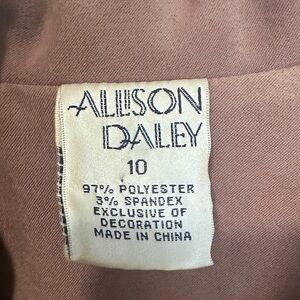 ALLISON
DALEY
10
97% POLYESTER
3% SPANDEX
EXCLUSIVE OF
DECORATION
MADE IN CHINA